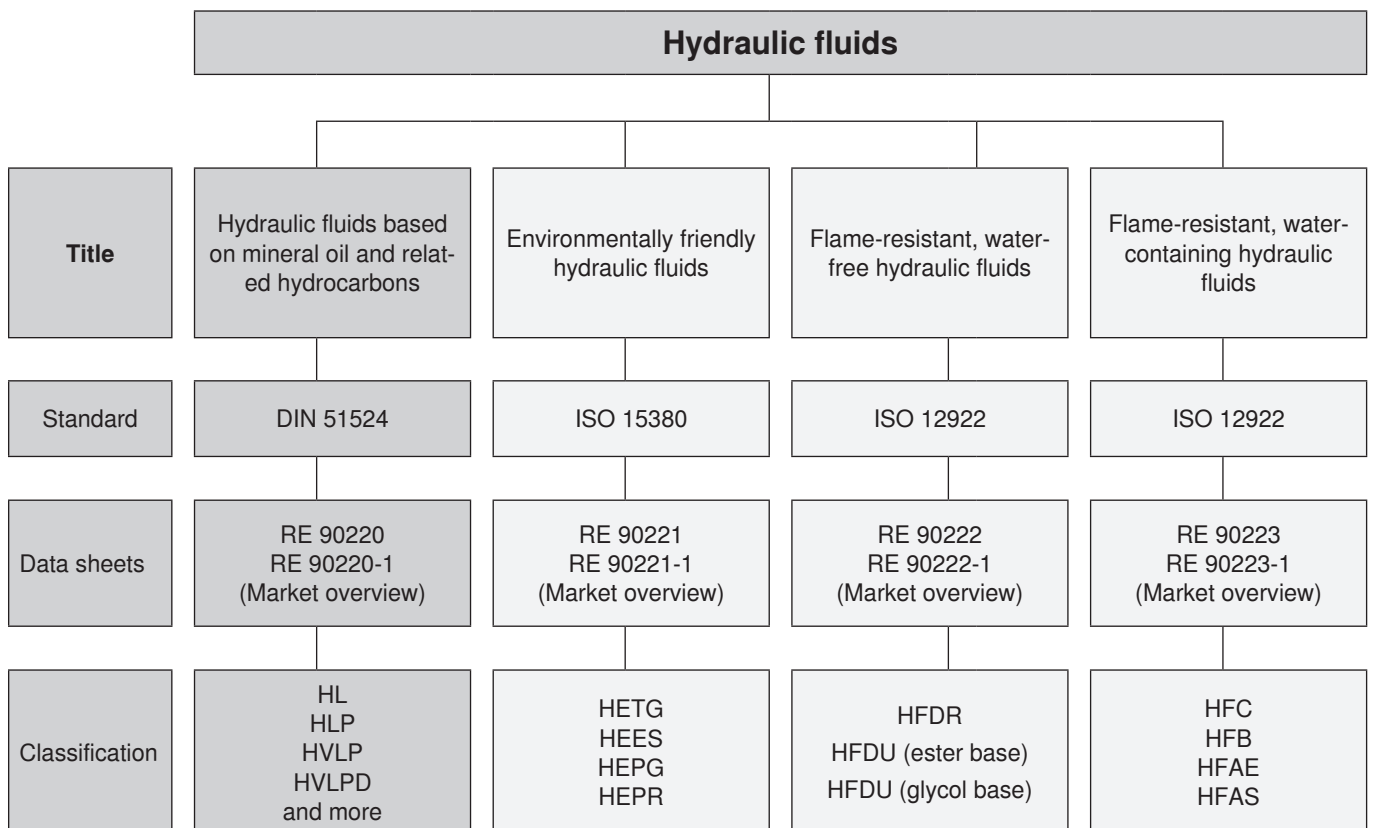 Hydraulic fluids
Title
Hydraulic fluids based
on mineral oil and relat-
ed hydrocarbons
Environmentally friendly
hydraulic fluids
Flame-resistant, water-
free hydraulic fluids
Flame-resistant, water-
containing hydraulic
fluids
Standard
DIN 51524
ISO 15380
ISO 12922
ISO 12922
Data sheets
RE 90220
RE 90220-1
(Market overview)
RE 90221
RE 90221-1
(Market overview)
RE 90222
RE 90222-1
(Market overview)
RE 90223
RE 90223-1
(Market overview)
Classification
HL
HLP
HVLP
HVLPD
and more
HETG
HEES
HEPG
HEPR
HFDR
HFDU (ester base)
HFDU (glycol base)
HFC
HFB
HFAE
HFAS